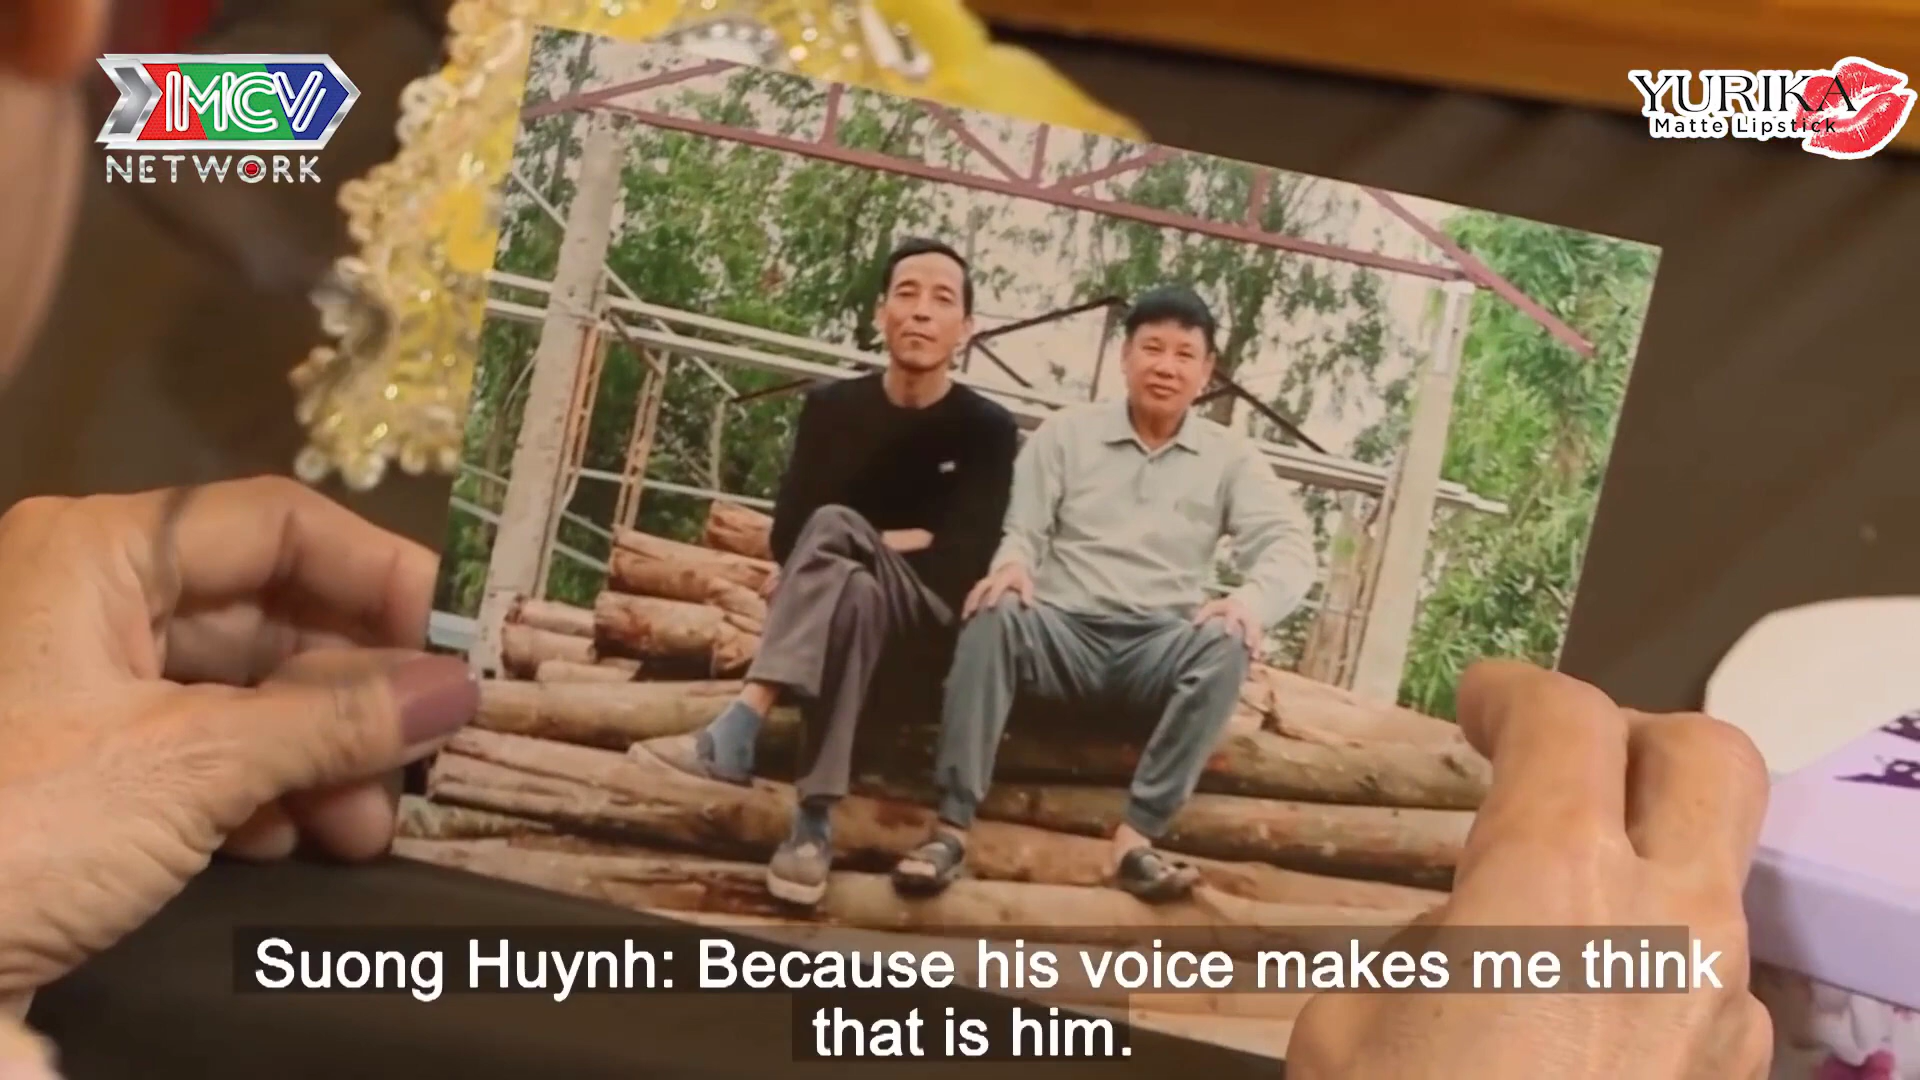 MCV
NETWORK
YURIKA
Matte Lipstick
Suong Huynh: Because his voice makes me think
that is him.